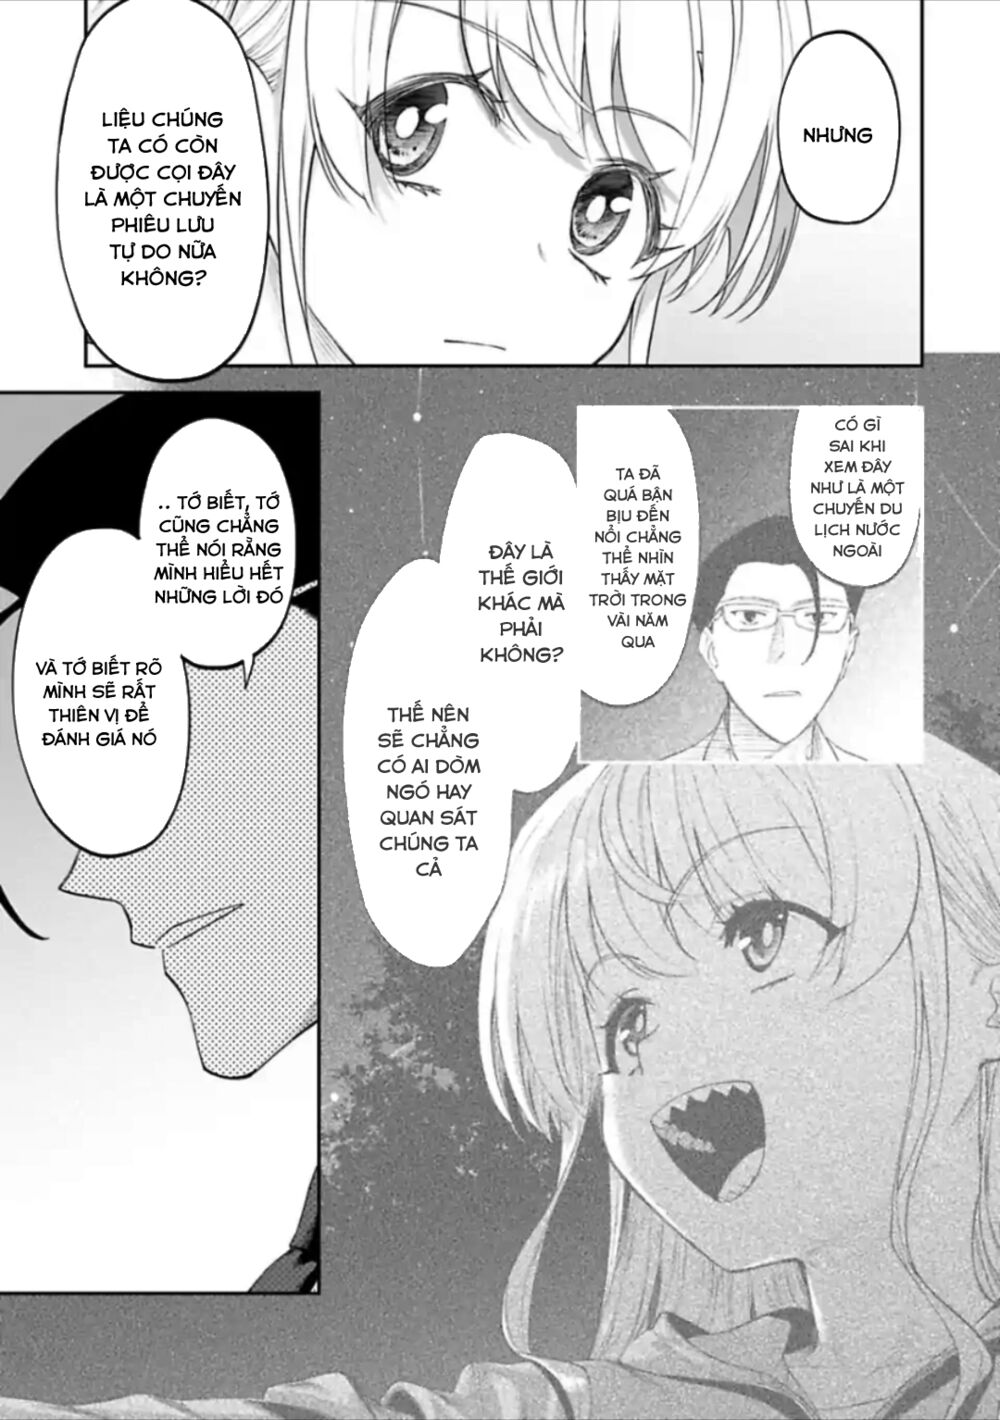 NHƯNG
LIỆU CHÚNG
TA CÓ CÒN
ĐƯỢC CỌI ĐÂY
LÀ MỘT CHUYẾN
PHIÊU LƯU
TỰ DO NỮA
KHÔNG?
CÓ GÌ
SAI KHI
XEM ĐÂY
NHƯ LÀ MỘT
CHUYẾN DU
LỊCH NƯỚC
NGOÀI
TA ĐÃ
QUÁ BẬN
BỊU ĐẾN
NỔI CHẲNG
THỂ NHÌN
THẤY MẶT
TRỜI TRONG
VÀI NĂM
QUA
ĐÂY LÀ
THẾ GIỚI
KHÁC MÀ
PHẢI
KHÔNG?
THẾ NÊN
SẼ CHẲNG
CÓ AI DÒM
NGÓ HAY
QUAN SÁT
CHÚNG TA
CẢ
.. TỚ BIẾT, TỚ
CŨNG CHẲNG
THỂ NÓI RẰNG
MÌNH HIỂU HẾT
NHỮNG LỜI ĐÓ
VÀ TỚ BIẾT RÕ
MÌNH SẼ RẤT
THIÊN VỊ ĐỂ
ĐÁNH GIÁ NÓ